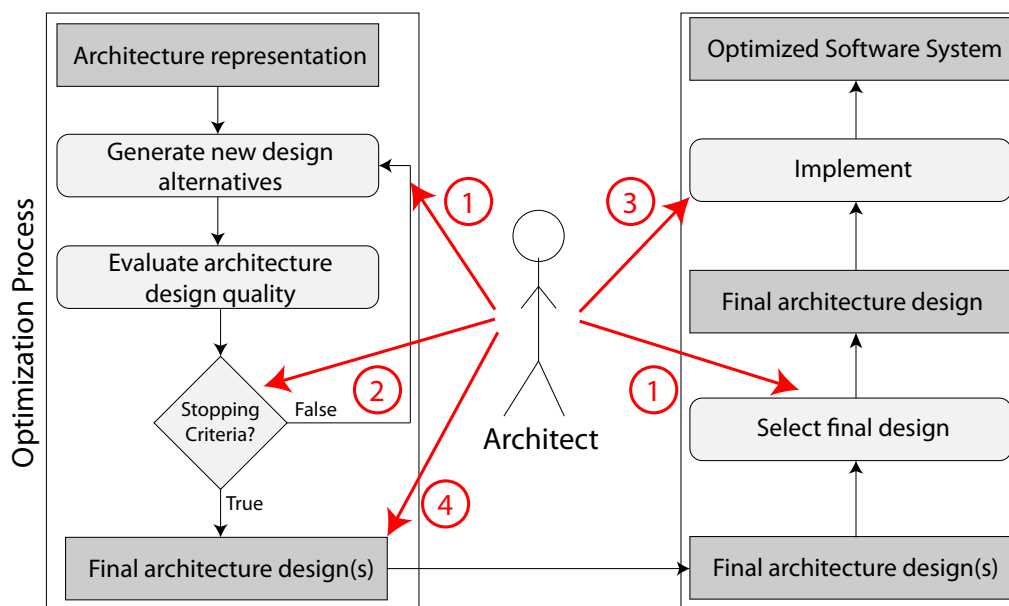 Optimization Process
Architecture representation
Generate new design
alternatives
Evaluate architecture
design quality
Stopping
Criteria?
False
True
Final architecture design(s)
1
2
4
Architect
3
1
Optimized Software System
Implement
Final architecture design
Select final design
Final architecture design(s)